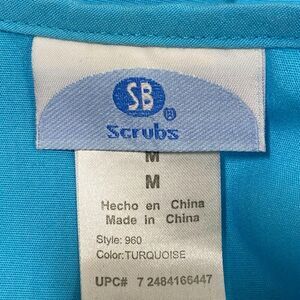 SB
®
Scrubs
M
M
Hecho en China
Made in China
Style: 960
Color:TURQUOISE
UPC# 7 2484166447